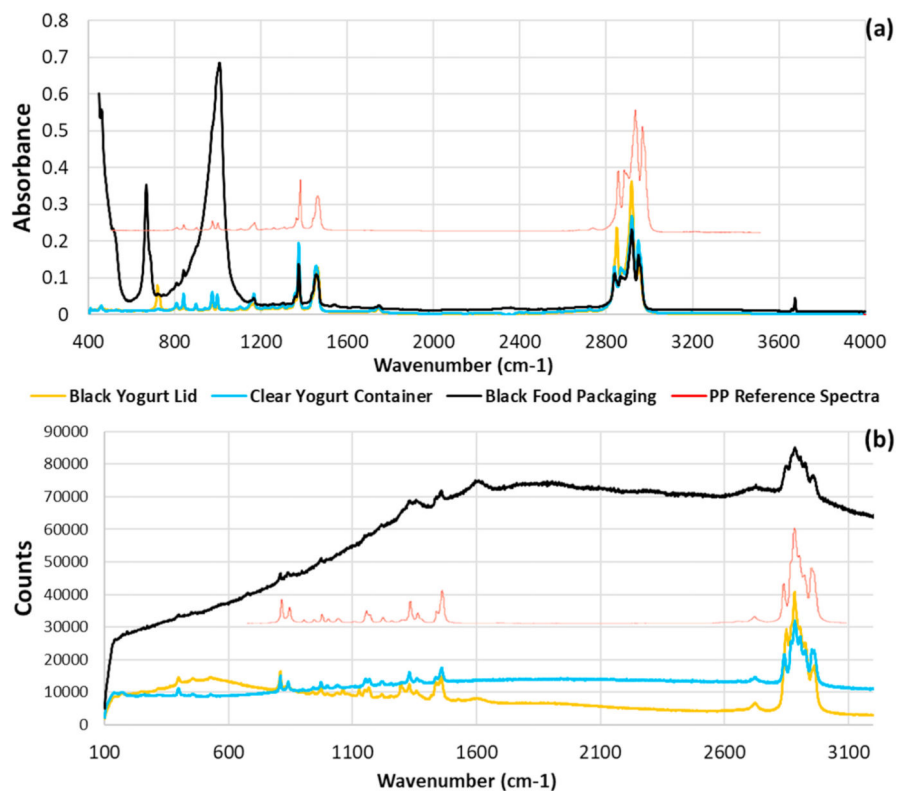 (a)
0.8
0.7
0.6
0.5
0.4
0.3
0.2
0.1
0
Absorbance
400 800 1200 1600 2000 2400 2800 3200 3600 4000
Wavenumber (cm-1)
Black Yogurt Lid Clear Yogurt Container Black Food Packaging PP Reference Spectra
(b)
90000
80000
70000
60000
50000
40000
30000
20000
10000
0
Counts
100 600 1100 1600 2100 2600 3100
Wavenumber (cm-1)